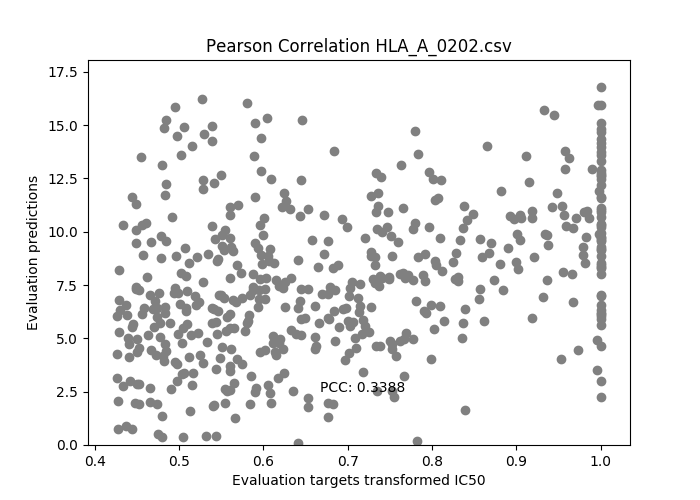 Pearson Correlation HLA_A_0202.csv
17.5
15.0
12.5
10.0
7.5
5.0
2.5
0.0
Evaluation predictions
PCC: 0.3388
0.4 0.5 0.6 0.7 0.8 0.9 1.0
Evaluation targets transformed IC50